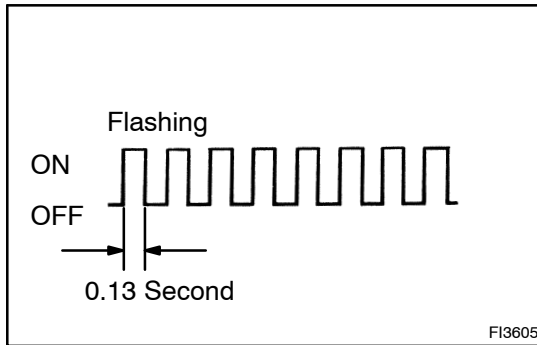 Flashing
ON
OFF
0.13 Second
FI3605